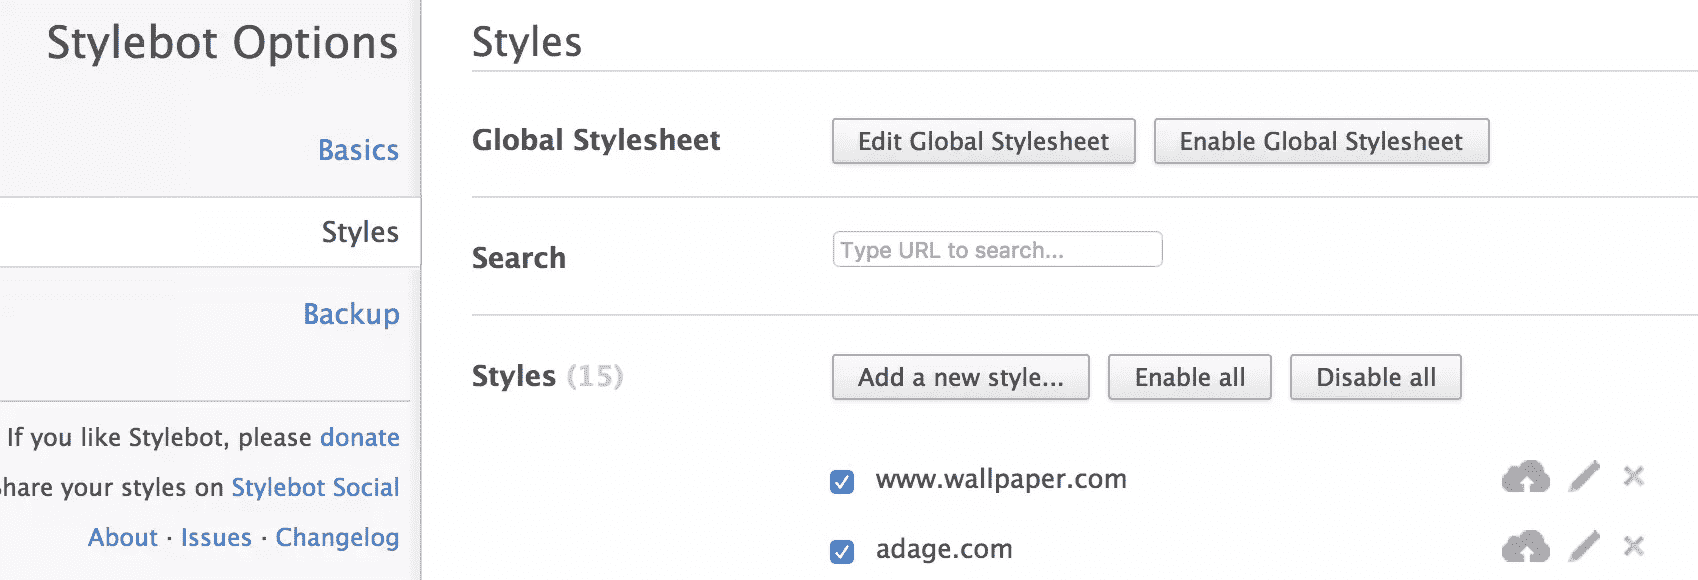 Stylebot Options
Basics
Styles
Backup
If you like Stylebot, please donate
hare your styles on Stylebot Social
About · Issues · Changelog
Styles
Global Stylesheet
Edit Global Stylesheet
Enable Global Stylesheet
Search
Type URL to search...
Styles (15)
Add a new style...
Enable all
Disable all
www.wallpaper.com
adage.com